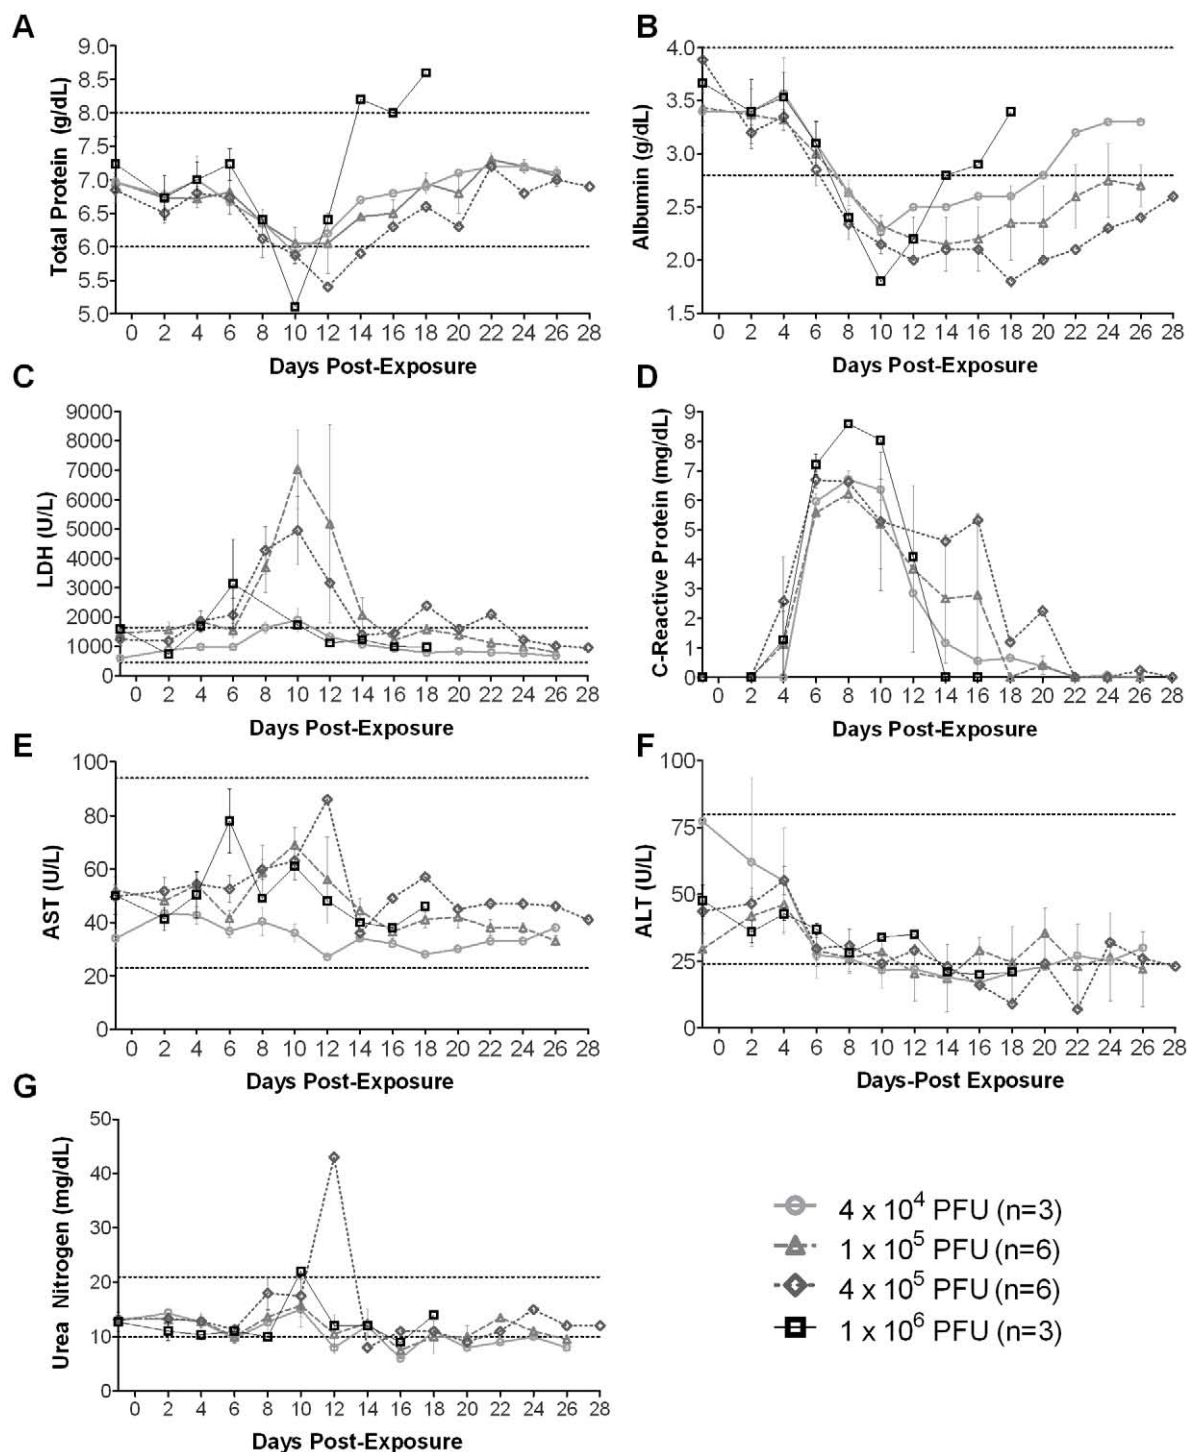 A
Total Protein (g/dL)
9.0
8.5
8.0
7.5
7.0
6.5
6.0
5.5
5.0
0 2 4 6 8 10 12 14 16 18 20 22 24 26 28
Days Post-Exposure
B
Albumin (g/dL)
4.0
3.5
3.0
2.5
2.0
1.5
0 2 4 6 8 10 12 14 16 18 20 22 24 26 28
Days Post-Exposure
C
LDH (U/L)
9000
8000
7000
6000
5000
4000
3000
2000
1000
0
0 2 4 6 8 10 12 14 16 18 20 22 24 26 28
Days Post-Exposure
D
C-Reactive Protein (mg/dL)
9
8
7
6
5
4
3
2
1
0
0 2 4 6 8 10 12 14 16 18 20 22 24 26 28
Days Post-Exposure
E
AST (U/L)
100
80
60
40
20
0
0 2 4 6 8 10 12 14 16 18 20 22 24 26 28
Days Post-Exposure
F
ALT (U/L)
100
75
50
25
0
0 2 4 6 8 10 12 14 16 18 20 22 24 26 28
Days-Post Exposure
G
Urea Nitrogen (mg/dL)
50
40
30
20
10
0
0 2 4 6 8 10 12 14 16 18 20 22 24 26 28
Days Post-Exposure
4 x 10⁴ PFU (n=3)
1 x 10⁵ PFU (n=6)
4 x 10⁵ PFU (n=6)
1 x 10⁶ PFU (n=3)